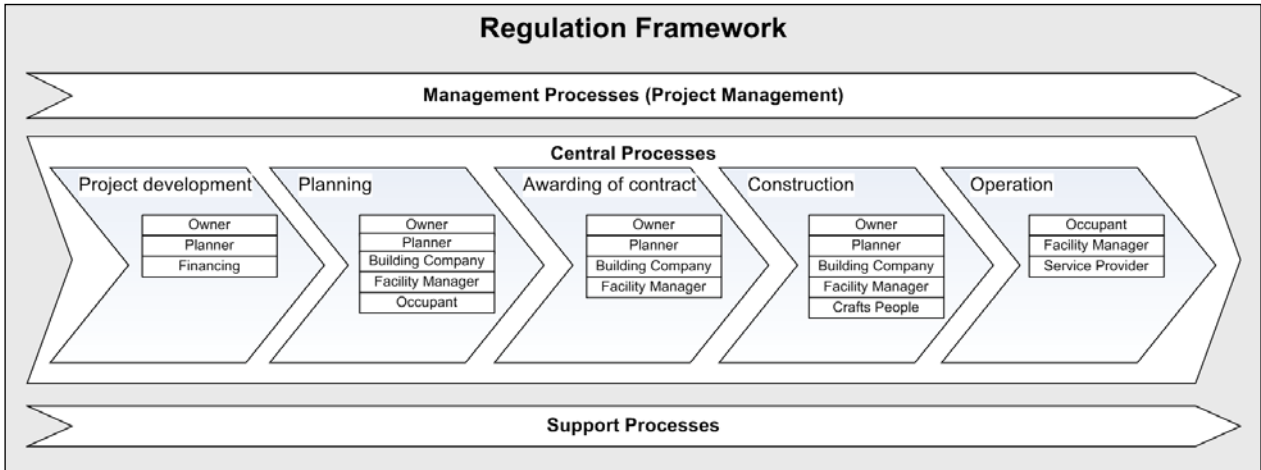 Regulation Framework
Management Processes (Project Management)
Central Processes
Project development
Owner
Planner
Financing
Planning
Owner
Planner
Building Company
Facility Manager
Occupant
Awarding of contract
Owner
Planner
Building Company
Facility Manager
Construction
Owner
Planner
Building Company
Facility Manager
Crafts People
Operation
Occupant
Facility Manager
Service Provider
Support Processes